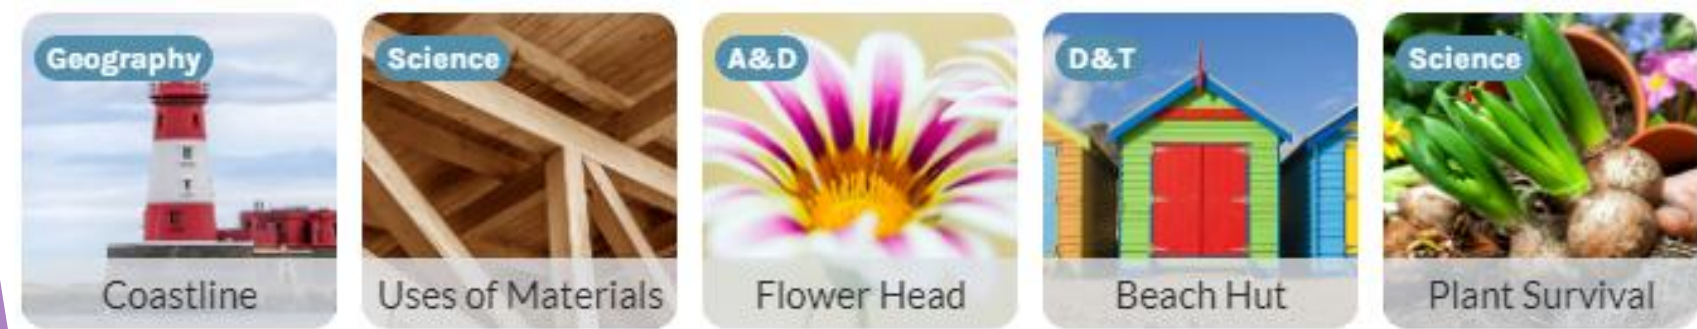 Geography
Coastline
Science
Uses of Materials
A&D
Flower Head
D&T
Beach Hut
Science
Plant Survival